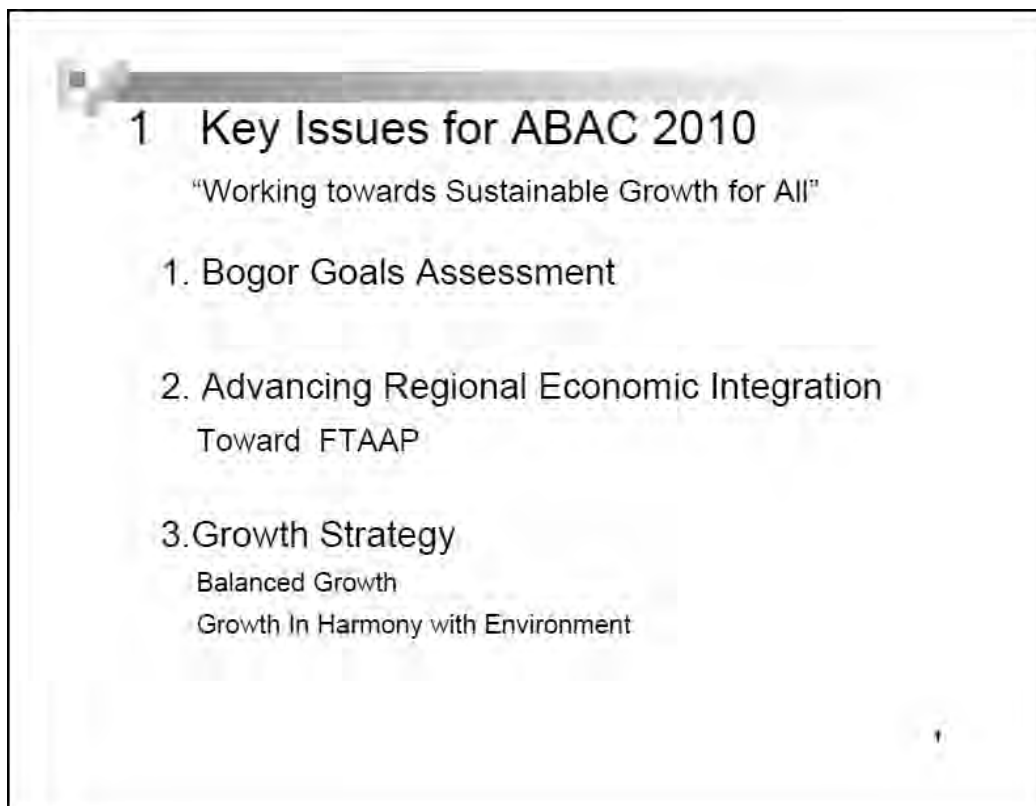 1 Key Issues for ABAC 2010
“Working towards Sustainable Growth for All”
1. Bogor Goals Assessment
2. Advancing Regional Economic Integration
Toward FTAAP
3.Growth Strategy
Balanced Growth
Growth In Harmony with Environment